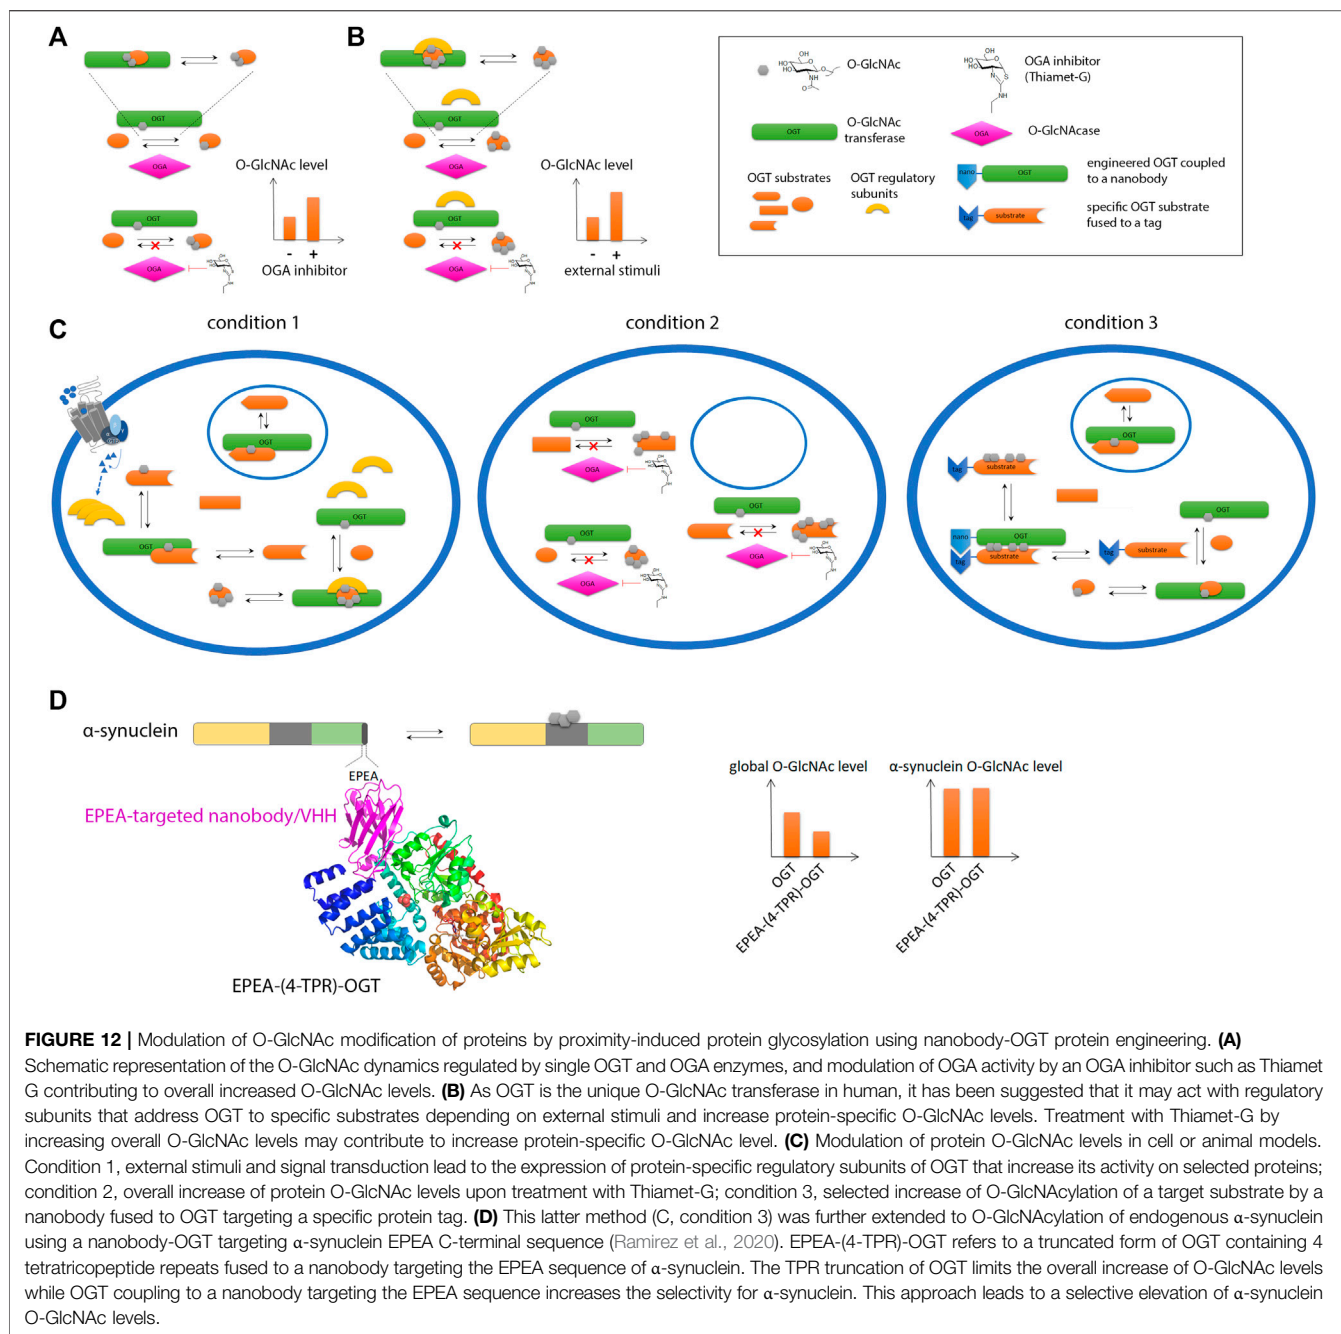 A
B
OGT
OGA
O-GlcNAc level
OGT
OGA
- +
OGA inhibitor
OGT
OGA
O-GlcNAc level
OGT
OGA
- +
external stimuli
O-GlcNAc
OGA inhibitor
(Thiamet-G)
OGT
O-GlcNAc
transferase
OGA
O-GlcNAcase
OGT substrates
OGT regulatory
subunits
nano
OGT
engineered OGT coupled
to a nanobody
tag
substrate
specific OGT substrate
fused to a tag
C
condition 1
condition 2
condition 3
OGT
OGT
OGT
OGT
OGA
OGT
OGA
OGT
OGA
OGT
tag
substrate
nano
OGT
tag
substrate
tag
substrate
OGT
D
α-synuclein
EPEA
EPEA-targeted nanobody/VHH
EPEA-(4-TPR)-OGT
global O-GlcNAc level
OGT
EPEA-(4-TPR)-OGT
α-synuclein O-GlcNAc level
OGT
EPEA-(4-TPR)-OGT
FIGURE 12 | Modulation of O-GlcNAc modification of proteins by proximity-induced protein glycosylation using nanobody-OGT protein engineering. (A)
Schematic representation of the O-GlcNAc dynamics regulated by single OGT and OGA enzymes, and modulation of OGA activity by an OGA inhibitor such as Thiamet
G contributing to overall increased O-GlcNAc levels. (B) As OGT is the unique O-GlcNAc transferase in human, it has been suggested that it may act with regulatory
subunits that address OGT to specific substrates depending on external stimuli and increase protein-specific O-GlcNAc levels. Treatment with Thiamet-G by
increasing overall O-GlcNAc levels may contribute to increase protein-specific O-GlcNAc level. (C) Modulation of protein O-GlcNAc levels in cell or animal models.
Condition 1, external stimuli and signal transduction lead to the expression of protein-specific regulatory subunits of OGT that increase its activity on selected proteins;
condition 2, overall increase of protein O-GlcNAc levels upon treatment with Thiamet-G; condition 3, selected increase of O-GlcNAcylation of a target substrate by a
nanobody fused to OGT targeting a specific protein tag. (D) This latter method (C, condition 3) was further extended to O-GlcNAcylation of endogenous α-synuclein
using a nanobody-OGT targeting α-synuclein EPEA C-terminal sequence (Ramirez et al., 2020). EPEA-(4-TPR)-OGT refers to a truncated form of OGT containing 4
tetratricopeptide repeats fused to a nanobody targeting the EPEA sequence of α-synuclein. The TPR truncation of OGT limits the overall increase of O-GlcNAc levels
while OGT coupling to a nanobody targeting the EPEA sequence increases the selectivity for α-synuclein. This approach leads to a selective elevation of α-synuclein
O-GlcNAc levels.